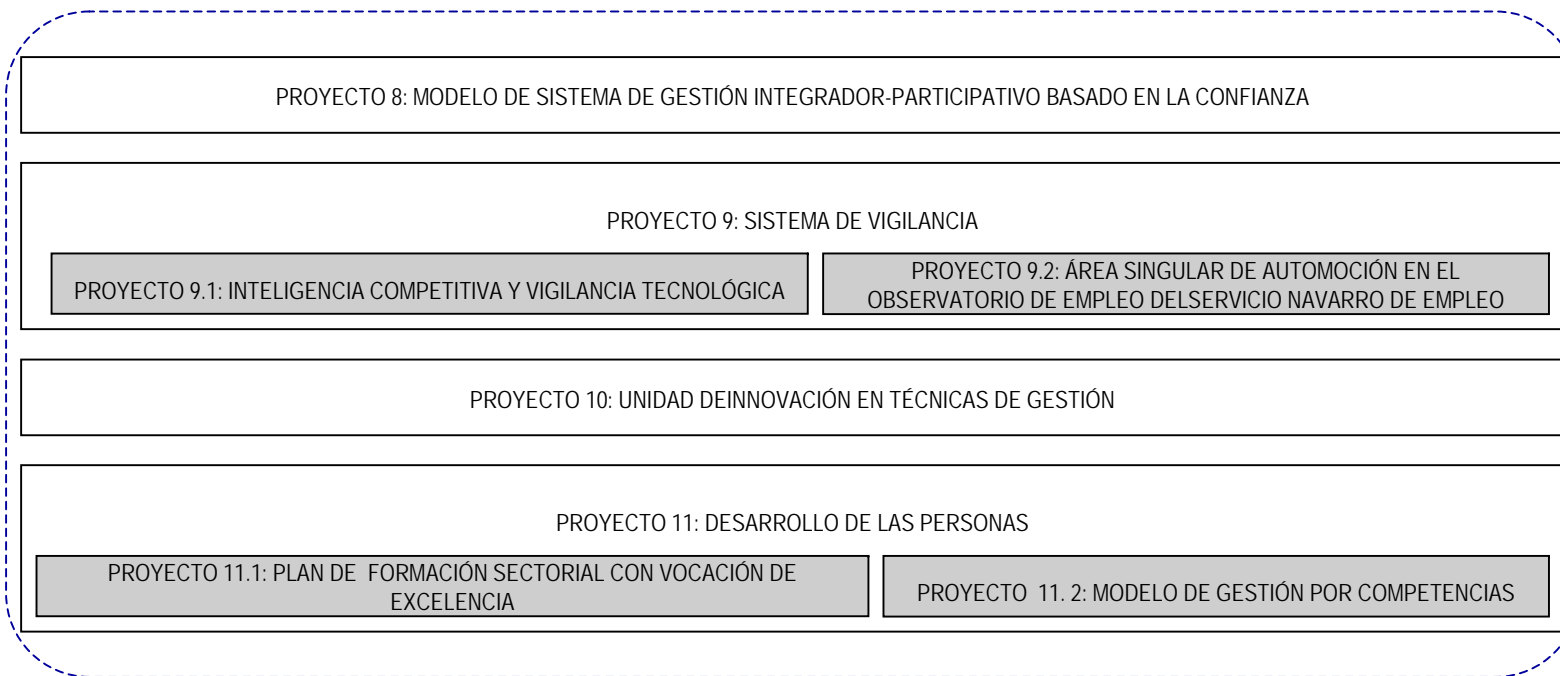 PROYECTO 8: MODELO DE SISTEMA DE GESTIÓN INTEGRADOR-PARTICIPATIVO BASADO EN LA CONFIANZA
PROYECTO 9: SISTEMA DE VIGILANCIA
PROYECTO 9.1: INTELIGENCIA COMPETITIVA Y VIGILANCIA TECNOLÓGICA
PROYECTO 9.2: ÁREA SINGULAR DE AUTOMOCIÓN EN EL
OBSERVATORIO DE EMPLEO DELSERVICIO NAVARRO DE EMPLEO
PROYECTO 10: UNIDAD DEINNOVACIÓN EN TÉCNICAS DE GESTIÓN
PROYECTO 11: DESARROLLO DE LAS PERSONAS
PROYECTO 11.1: PLAN DE  FORMACIÓN SECTORIAL CON VOCACIÓN DE
EXCELENCIA
PROYECTO  11. 2: MODELO DE GESTIÓN POR COMPETENCIAS